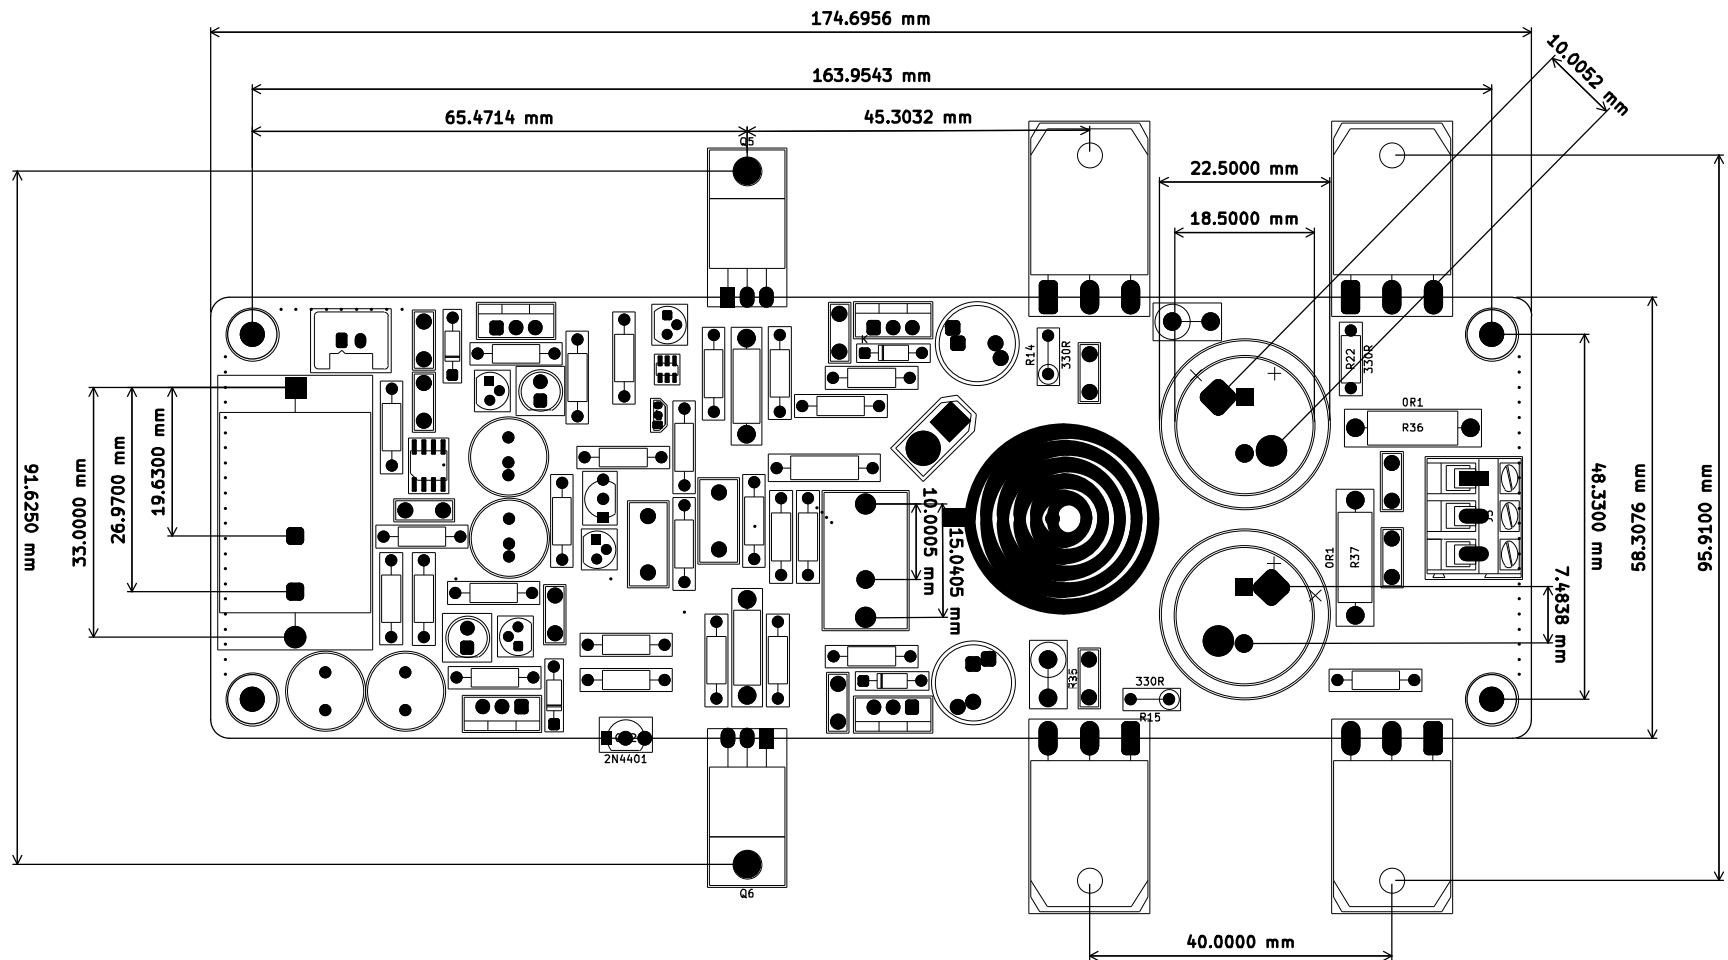 174.6956 mm
163.9543 mm
10.0052 mm
65.4714 mm
45.3032 mm
Q5
22.5000 mm
18.5000 mm
K
R14
330R
R22
330R
0R1
R36
91.6250 mm
33.0000 mm
26.9700 mm
19.6300 mm
10.0005 mm
15.0405 mm
J3
0R1
R37
48.3300 mm
58.3076 mm
95.9100 mm
7.4838 mm
R35
330R
R15
2N4401
Q6
40.0000 mm